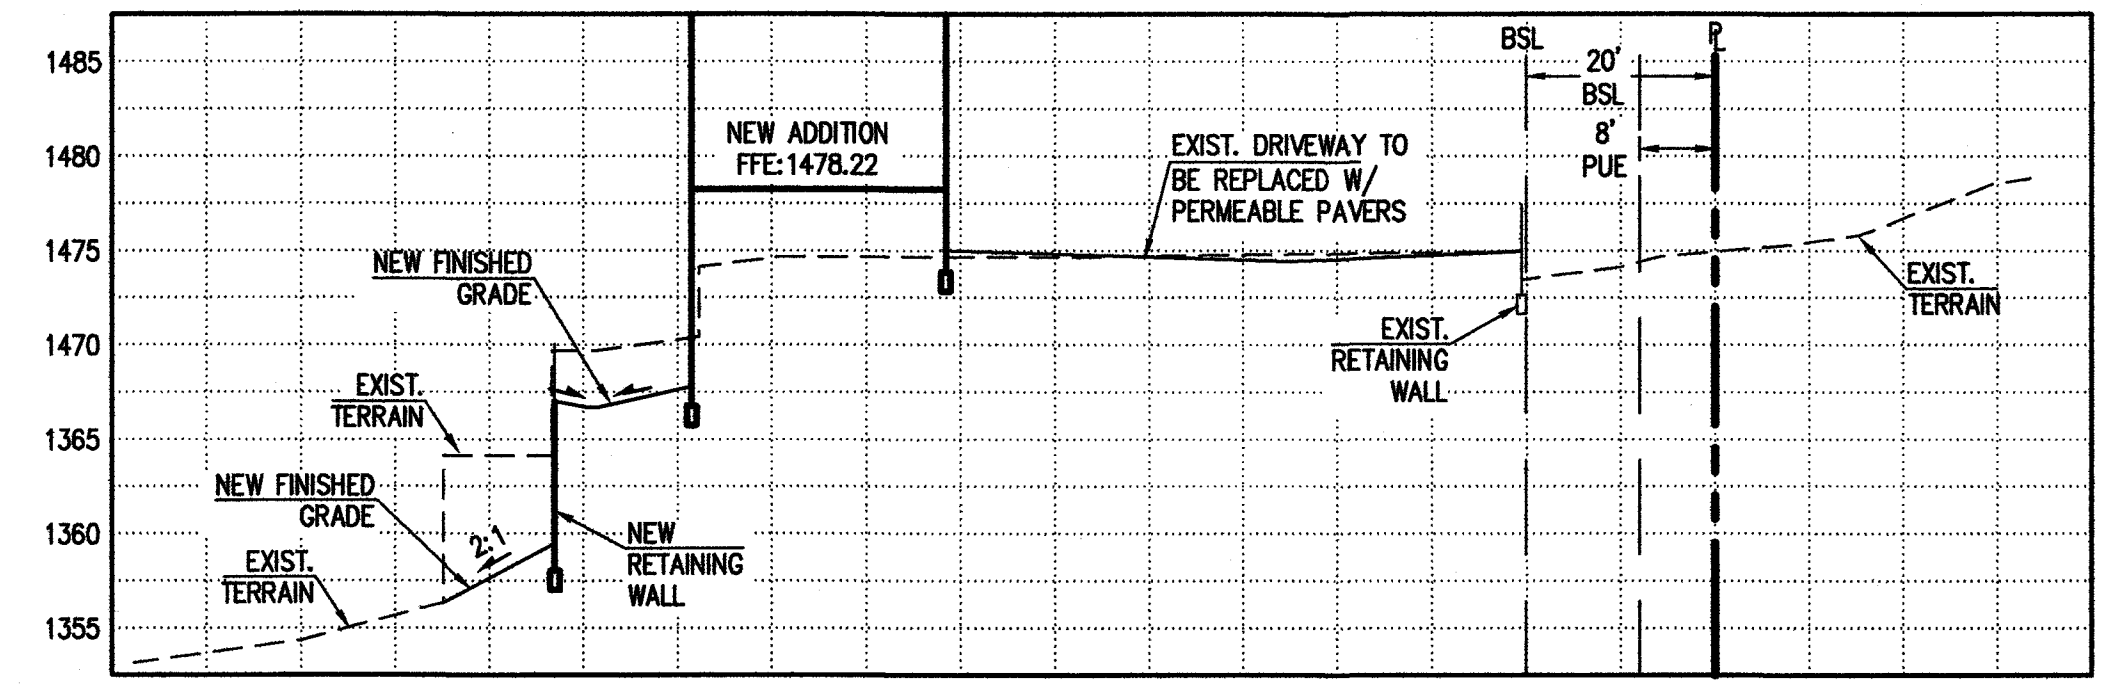 BSL
PL
1485
20'
BSL
NEW ADDITION
FFE:1478.22
8'
PUE
1480
EXIST. DRIVEWAY TO
BE REPLACED W/
PERMEABLE PAVERS
1475
NEW FINISHED
GRADE
EXIST.
TERRAIN
1470
EXIST.
RETAINING
WALL
EXIST.
TERRAIN
1365
NEW FINISHED
GRADE
1360
2:1
NEW
RETAINING
WALL
EXIST.
TERRAIN
1355